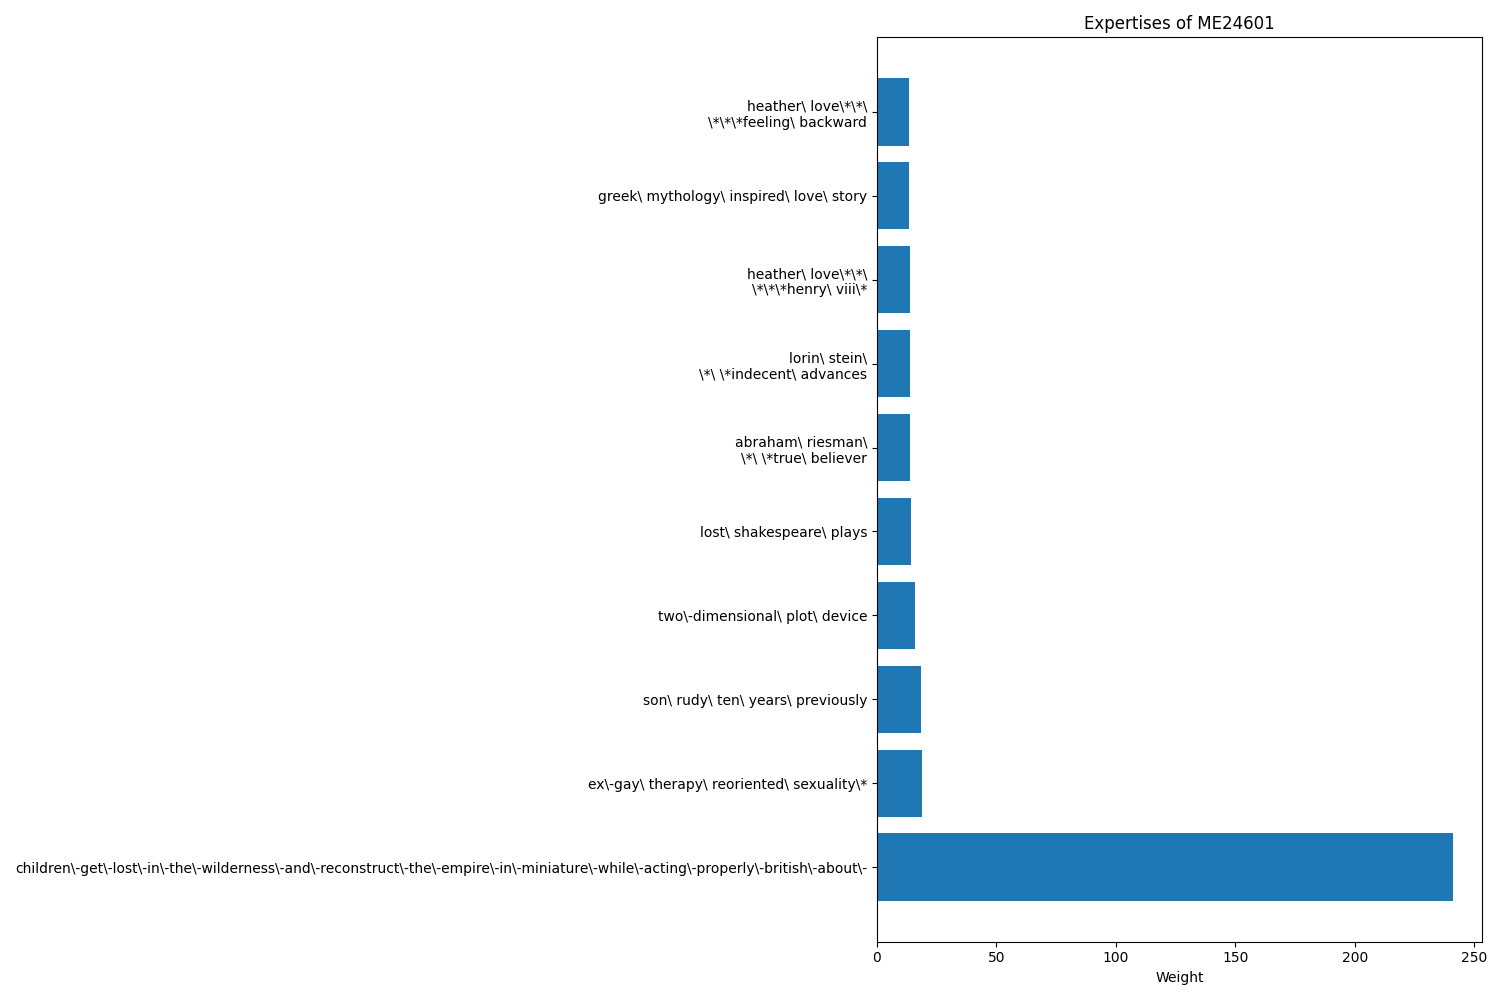 Expertises of ME24601
heather\ love\*\*\
\*\*\*feeling\ backward
greek\ mythology\ inspired\ love\ story
heather\ love\*\*\
\*\*\*henry\ viii\*
lorin\ stein\
\*\ \*indecent\ advances
abraham\ riesman\
\*\ \*true\ believer
lost\ shakespeare\ plays
two\-dimensional\ plot\ device
son\ rudy\ ten\ years\ previously
ex\-gay\ therapy\ reoriented\ sexuality\*
children\-get\-lost\-in\-the\-wilderness\-and\-reconstruct\-the\-empire\-in\-miniature\-while\-acting\-properly\-british\-about\-
0 50 100 150 200 250
Weight